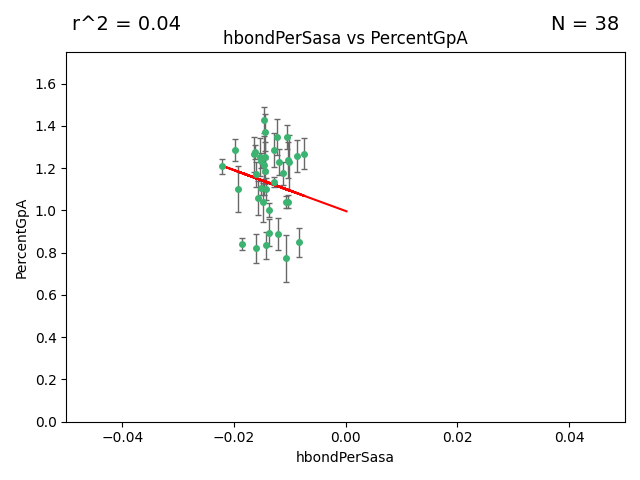 r^2 = 0.04
N = 38
hbondPerSasa vs PercentGpA
PercentGpA
1.6
1.4
1.2
1.0
0.8
0.6
0.4
0.2
0.0
−0.04
−0.02
0.00
0.02
0.04
hbondPerSasa